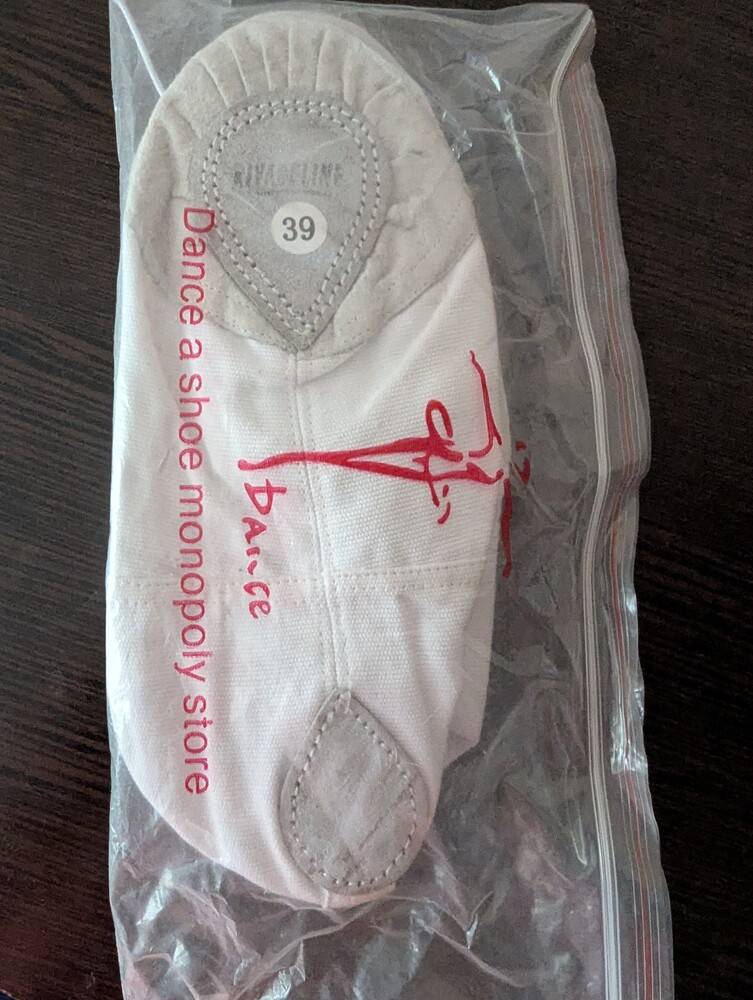 RIVADELINE
39
Dance
Dance a shoe monopoly store